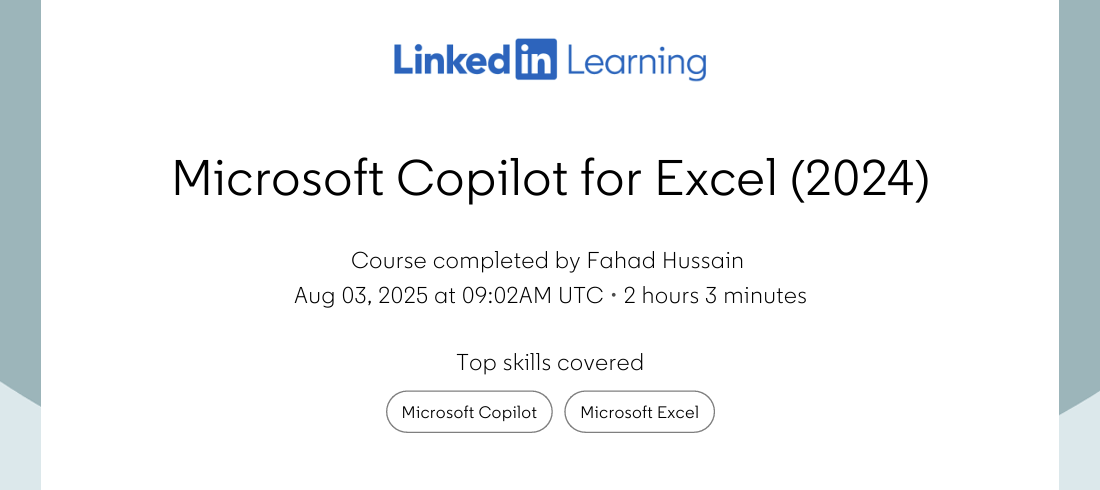 Linked in Learning
Microsoft Copilot for Excel (2024)
Course completed by Fahad Hussain
Aug 03, 2025 at 09:02AM UTC • 2 hours 3 minutes
Top skills covered
Microsoft Copilot Microsoft Excel